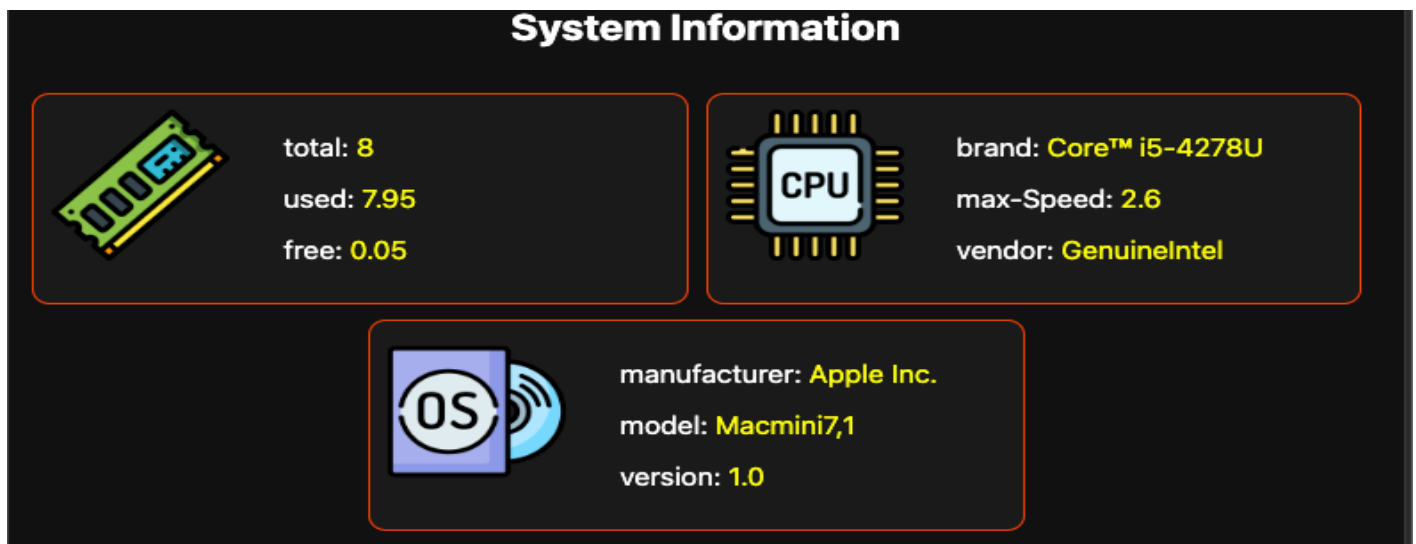 System Information
total: 8
used: 7.95
free: 0.05
CPU
brand: Core™ i5-4278U
max-Speed: 2.6
vendor: GenuineIntel
OS
manufacturer: Apple Inc.
model: Macmini7,1
version: 1.0